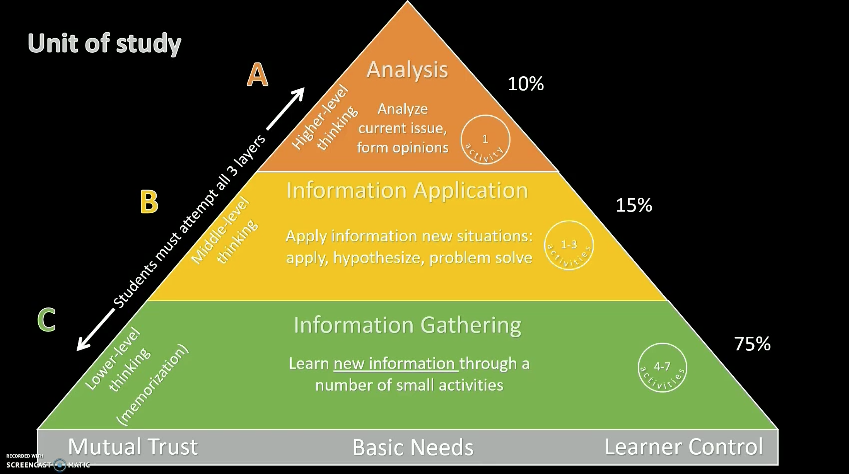 Unit of study
A
Analysis
10%
Higher-level
thinking
Analyze
current issue,
form opinions
1
activity
Students must attempt all 3 layers
B
Information Application
15%
Middle-level
thinking
Apply information new situations:
apply, hypothesize, problem solve
1-3
activities
C
Information Gathering
75%
Lower-level
thinking
(memorization)
Learn new information through a
number of small activities
4-7
activities
Mutual Trust
Basic Needs
Learner Control
RECORDED WITH
SCREENCAST MATIC